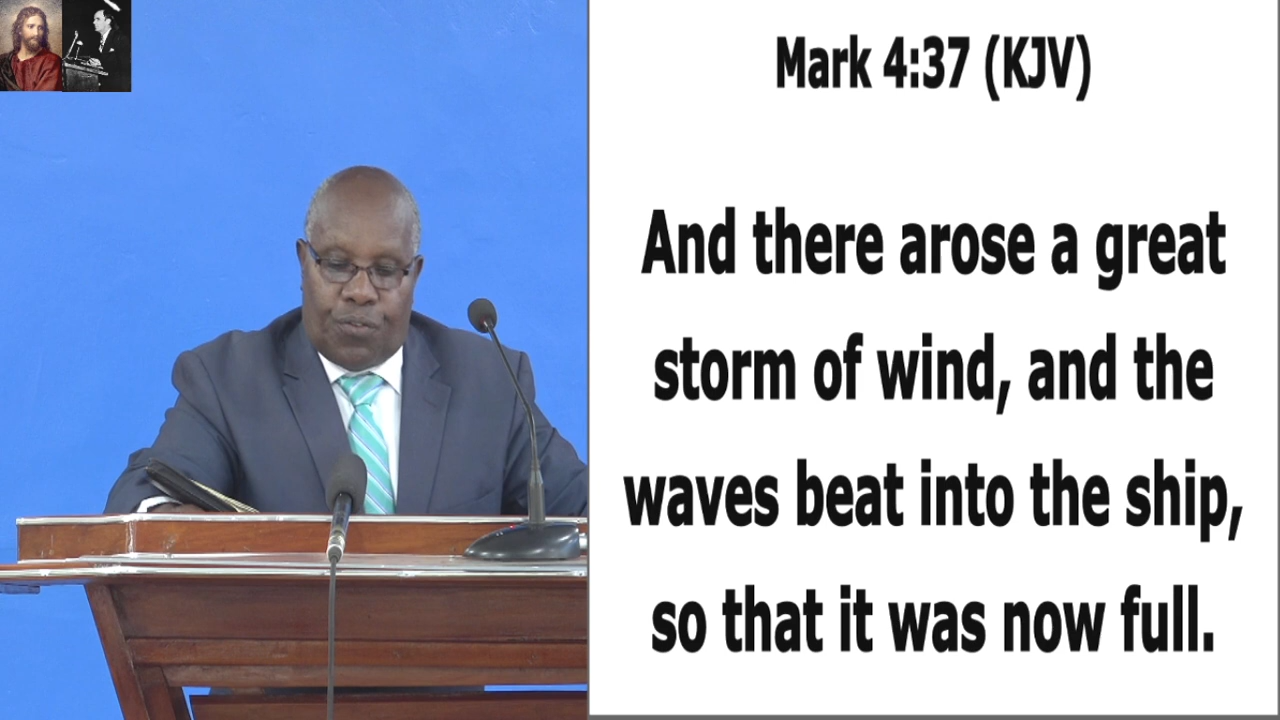 Mark 4:37 (KJV)
And there arose a great
storm of wind, and the
waves beat into the ship,
so that it was now full.